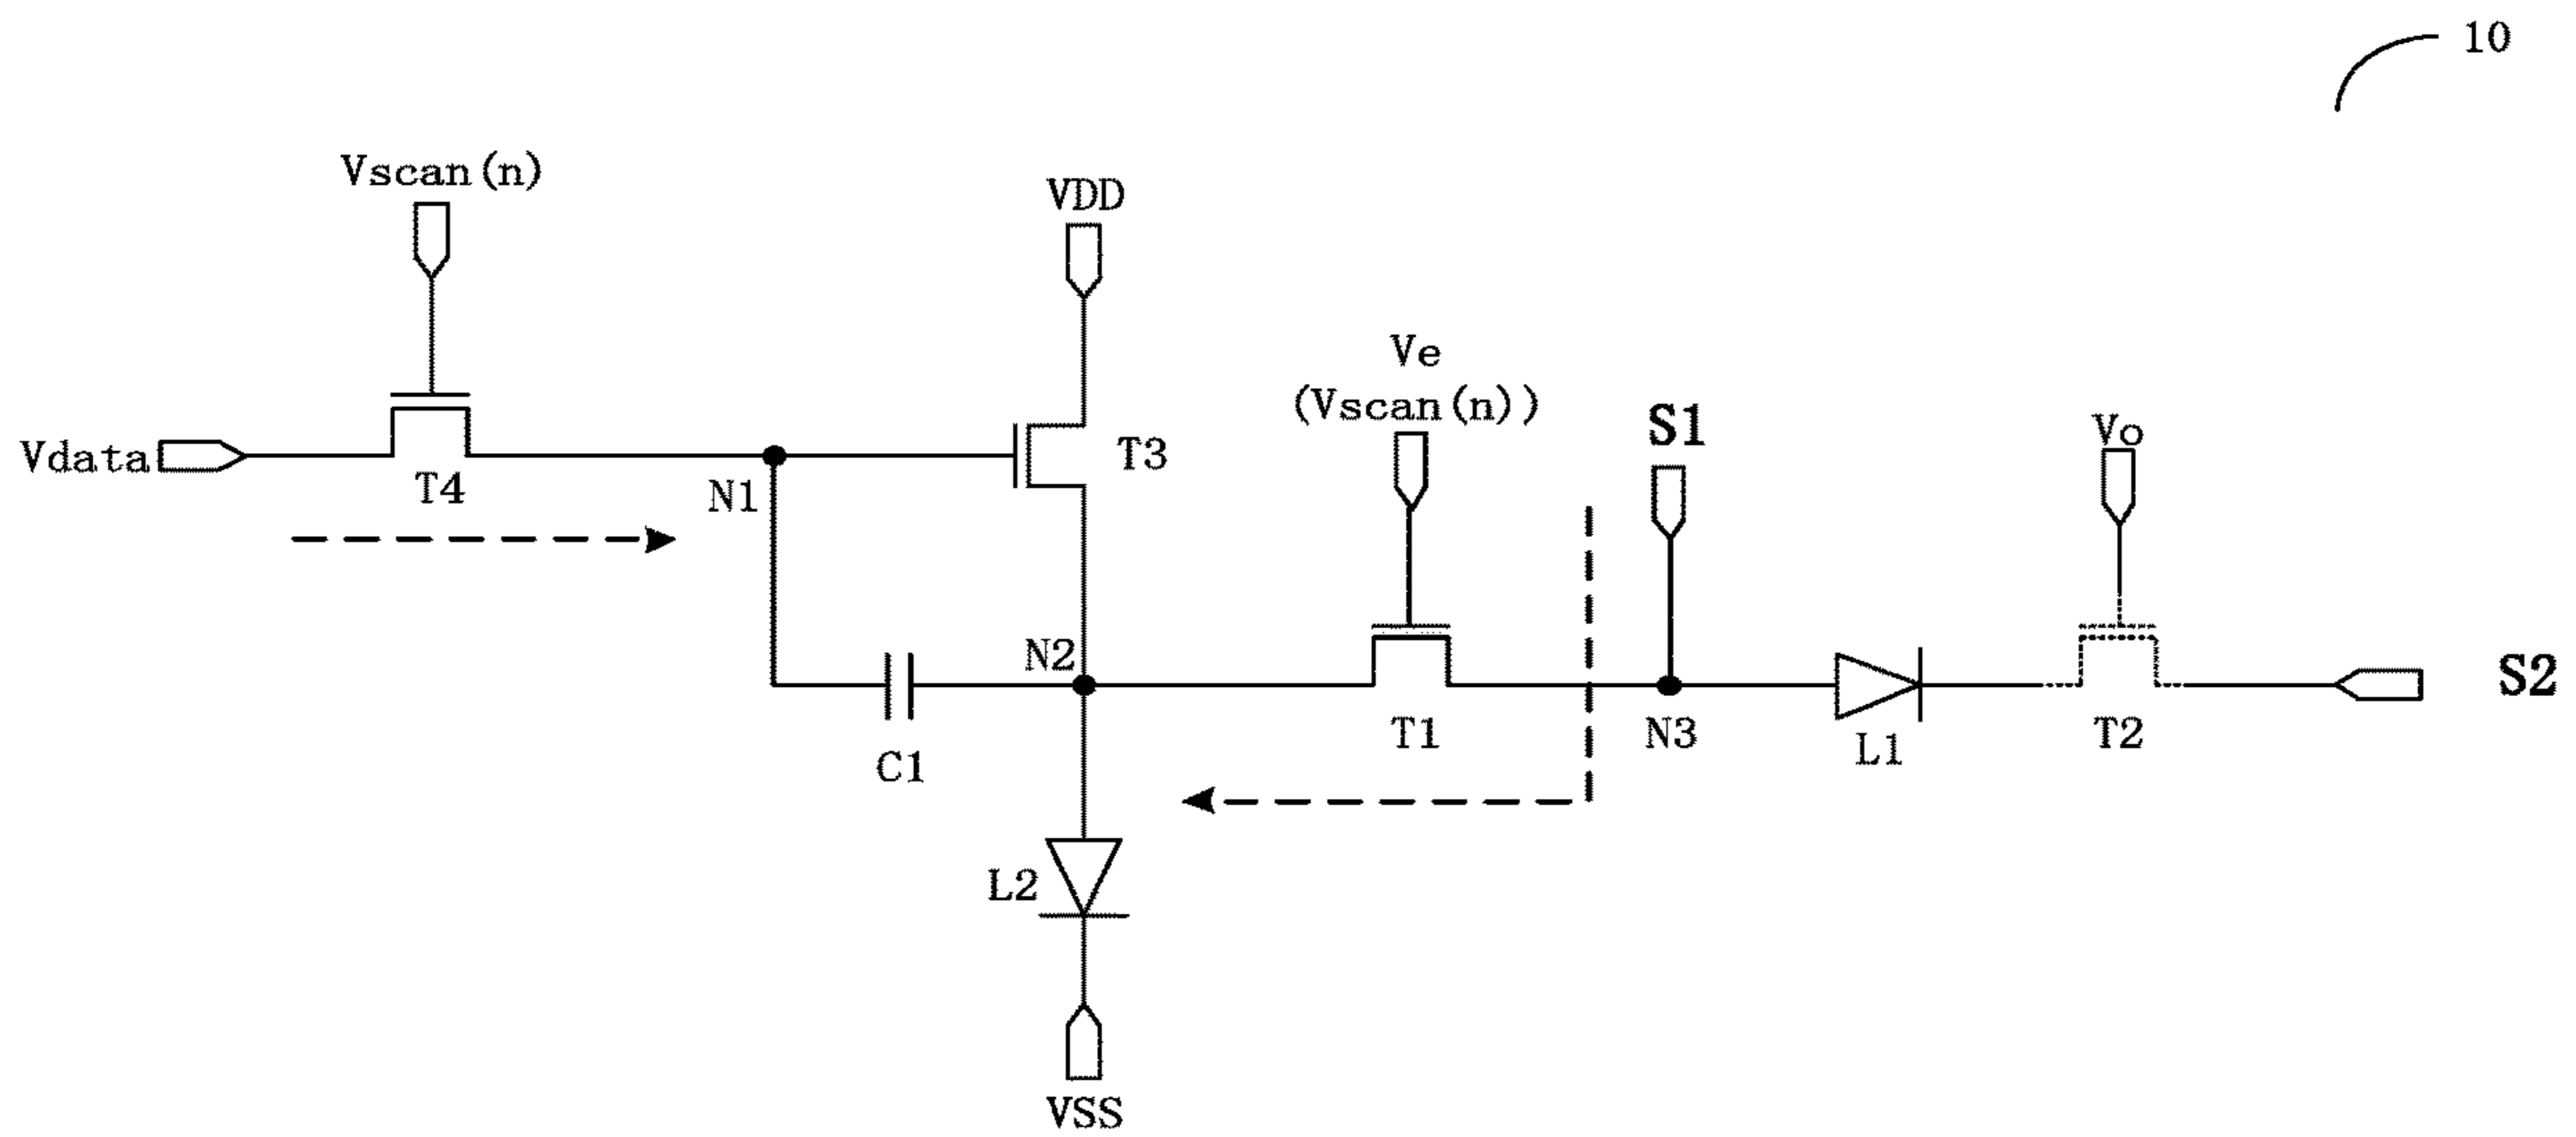 10
Vscan(n)
VDD
Ve
(Vscan(n))
S1
Vo
Vdata
T4
N1
T3
N2
C1
T1
N3
L1
T2
S2
L2
VSS